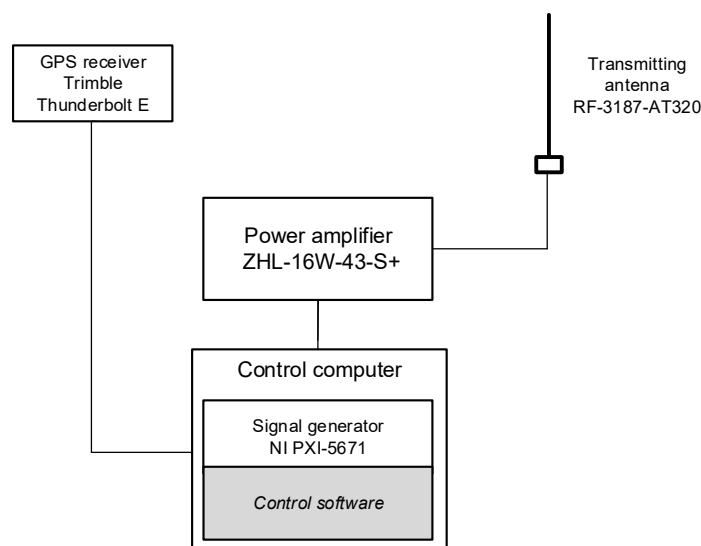 GPS receiver
Trimble
Thunderbolt E
Transmitting
antenna
RF-3187-AT320
Power amplifier
ZHL-16W-43-S+
Control computer
Signal generator
NI PXI-5671
Control software